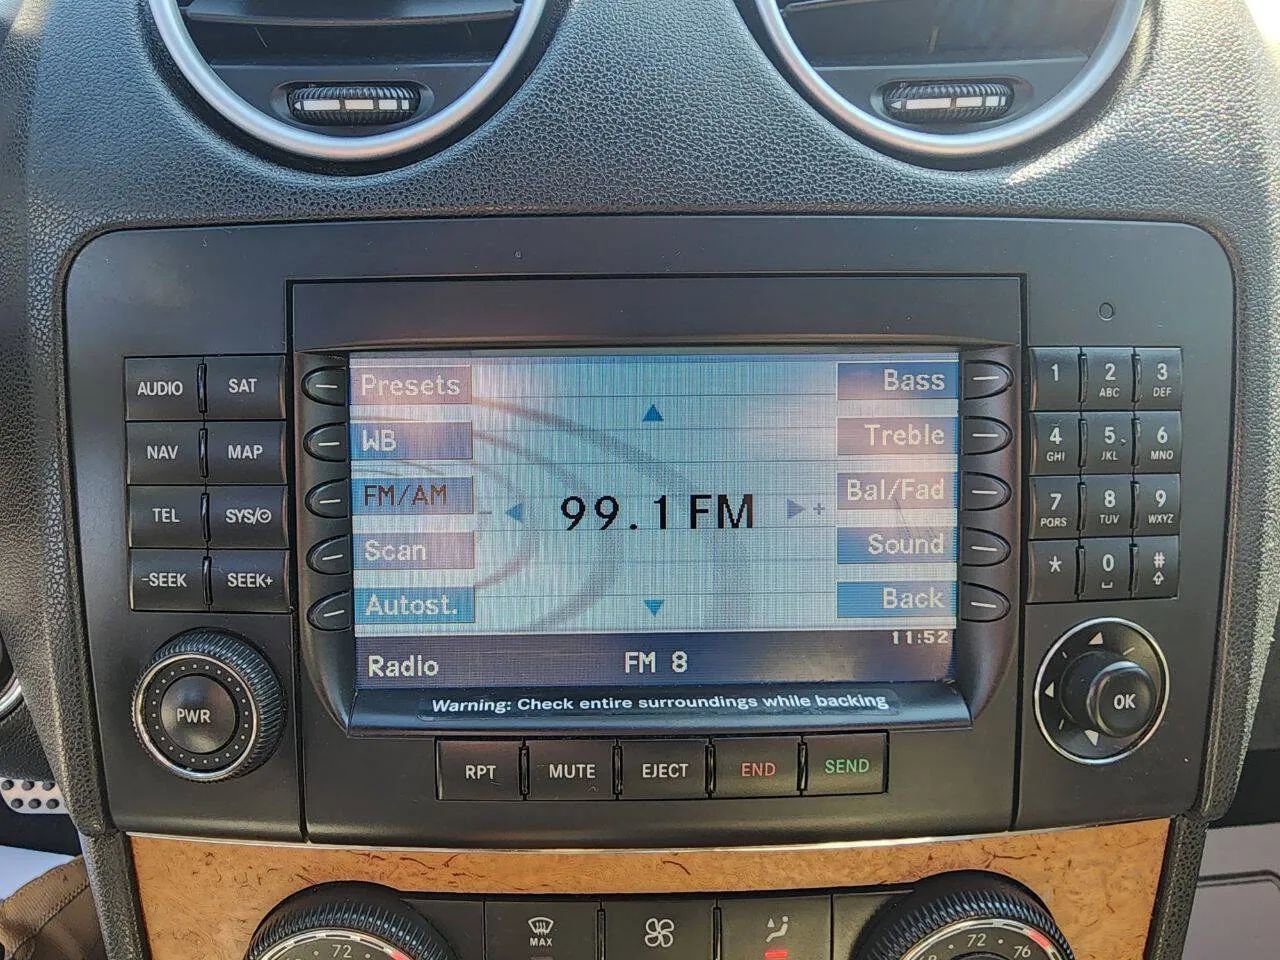 AUDIO SAT
NAV MAP
TEL SYS/
-SEEK SEEK+
PWR
Presets
WB
FM/AM
Scan
Autost.
- 99.1 FM +
Bass
Treble
Bal/Fad
Sound
Back
11:52
Radio FM 8
Warning: Check entire surroundings while backing
RPT MUTE EJECT END SEND
1 2 ABC 3 DEF
4 GHI 5 JKL 6 MNO
7 PQRS 8 TUV 9 WXYZ
* 0 #
OK
72
MAX
72 76